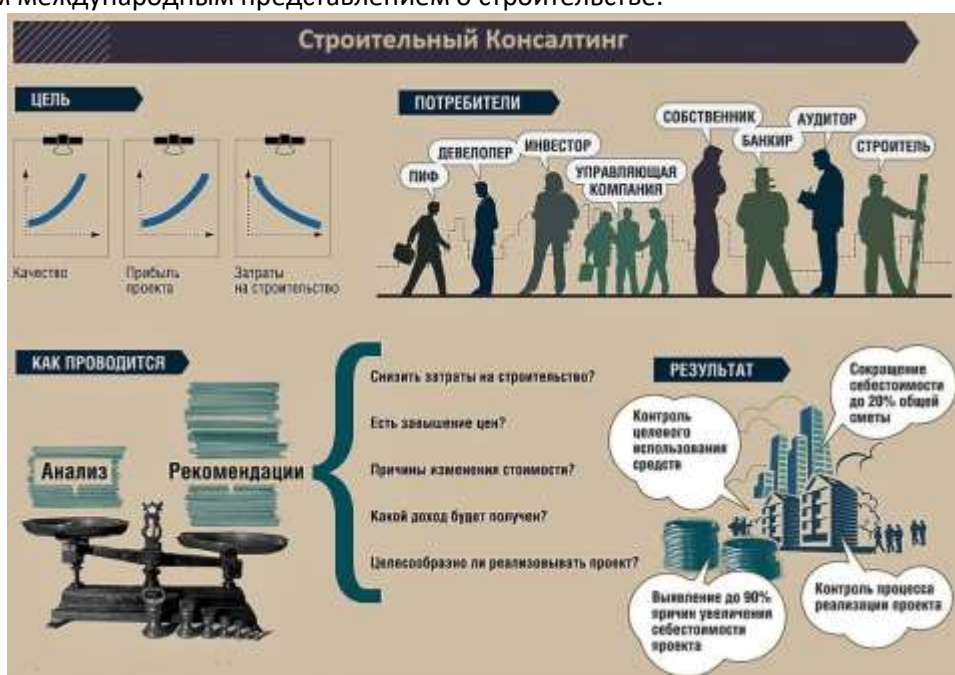 м международным представлением о строительстве.
Строительный Консалтинг
ЦЕЛЬ
Качество
Прибыль
проекта
Затраты
на строительство
ПОТРЕБИТЕЛИ
ПИФ
ДЕВЕЛОПЕР
ИНВЕСТОР
УПРАВЛЯЮЩАЯ
КОМПАНИЯ
СОБСТВЕННИК
БАНКИР
АУДИТОР
СТРОИТЕЛЬ
КАК ПРОВОДИТСЯ
Анализ
Рекомендации
Снизить затраты на строительство?
Есть завышение цен?
Причины изменения стоимости?
Какой доход будет получен?
Целесообразно ли реализовывать проект?
РЕЗУЛЬТАТ
Сокращение
себестоимости
до 20% общей
сметы
Контроль
целевого
использования
средств
Выявление до 90%
причин увеличения
себестоимости
проекта
Контроль процесса
реализации проекта